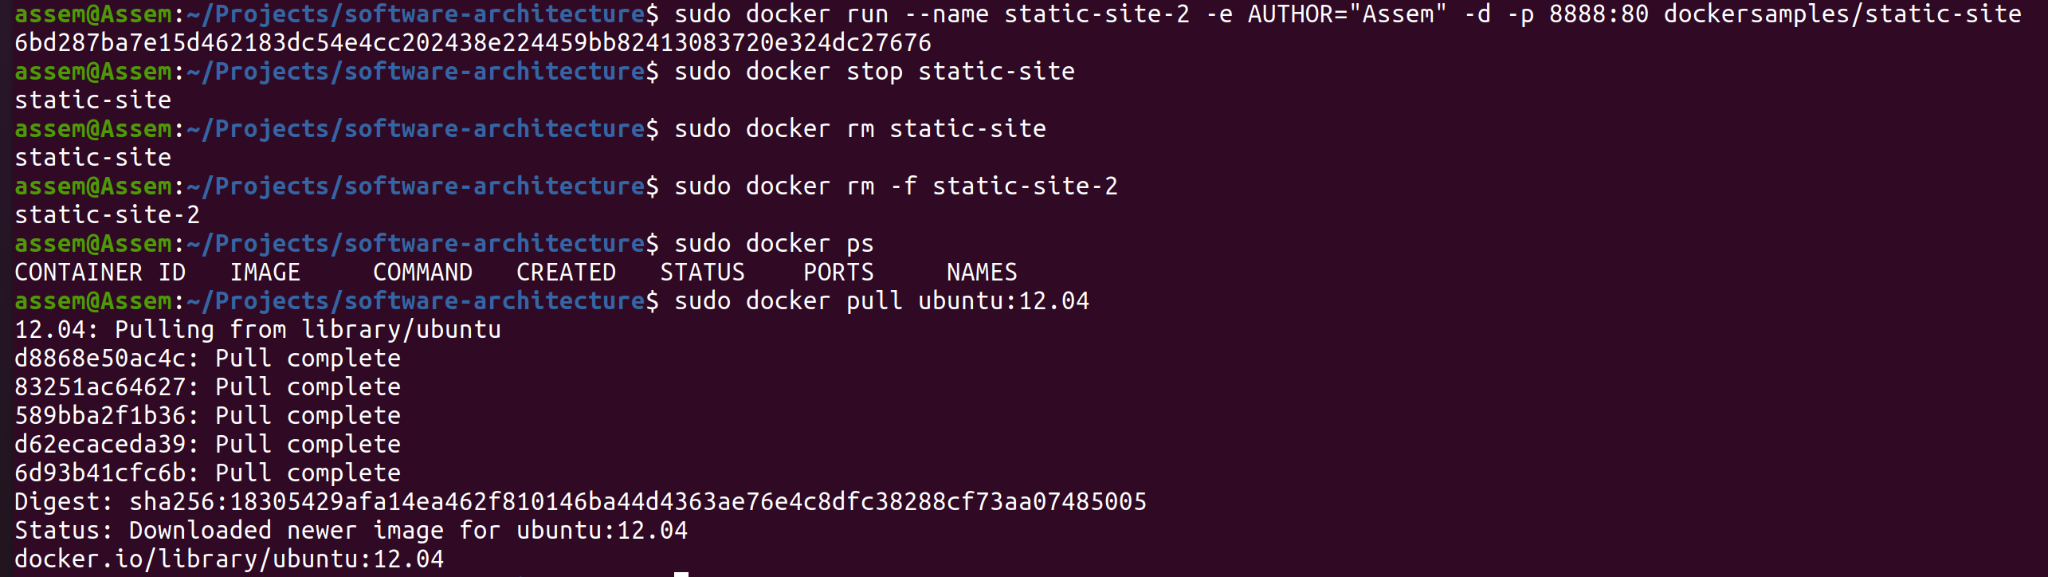 assem@Assem:~/Projects/software-architecture$ sudo docker run --name static-site-2 -e AUTHOR="Assem" -d -p 8888:80 dockersamples/static-site
6bd287ba7e15d462183dc54e4cc202438e224459bb82413083720e324dc27676
assem@Assem:~/Projects/software-architecture$ sudo docker stop static-site
static-site
assem@Assem:~/Projects/software-architecture$ sudo docker rm static-site
static-site
assem@Assem:~/Projects/software-architecture$ sudo docker rm -f static-site-2
static-site-2
assem@Assem:~/Projects/software-architecture$ sudo docker ps
CONTAINER ID   IMAGE     COMMAND   CREATED   STATUS    PORTS     NAMES
assem@Assem:~/Projects/software-architecture$ sudo docker pull ubuntu:12.04
12.04: Pulling from library/ubuntu
d8868e50ac4c: Pull complete
83251ac64627: Pull complete
589bba2f1b36: Pull complete
d62ecaceda39: Pull complete
6d93b41cfc6b: Pull complete
Digest: sha256:18305429afa14ea462f810146ba44d4363ae76e4c8dfc38288cf73aa07485005
Status: Downloaded newer image for ubuntu:12.04
docker.io/library/ubuntu:12.04